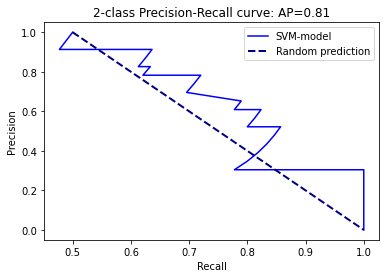 2-class Precision-Recall curve: AP=0.81
SVM-model
Random prediction
Precision
1.0
0.8
0.6
0.4
0.2
0.0
0.5
0.6
0.7
0.8
0.9
1.0
Recall